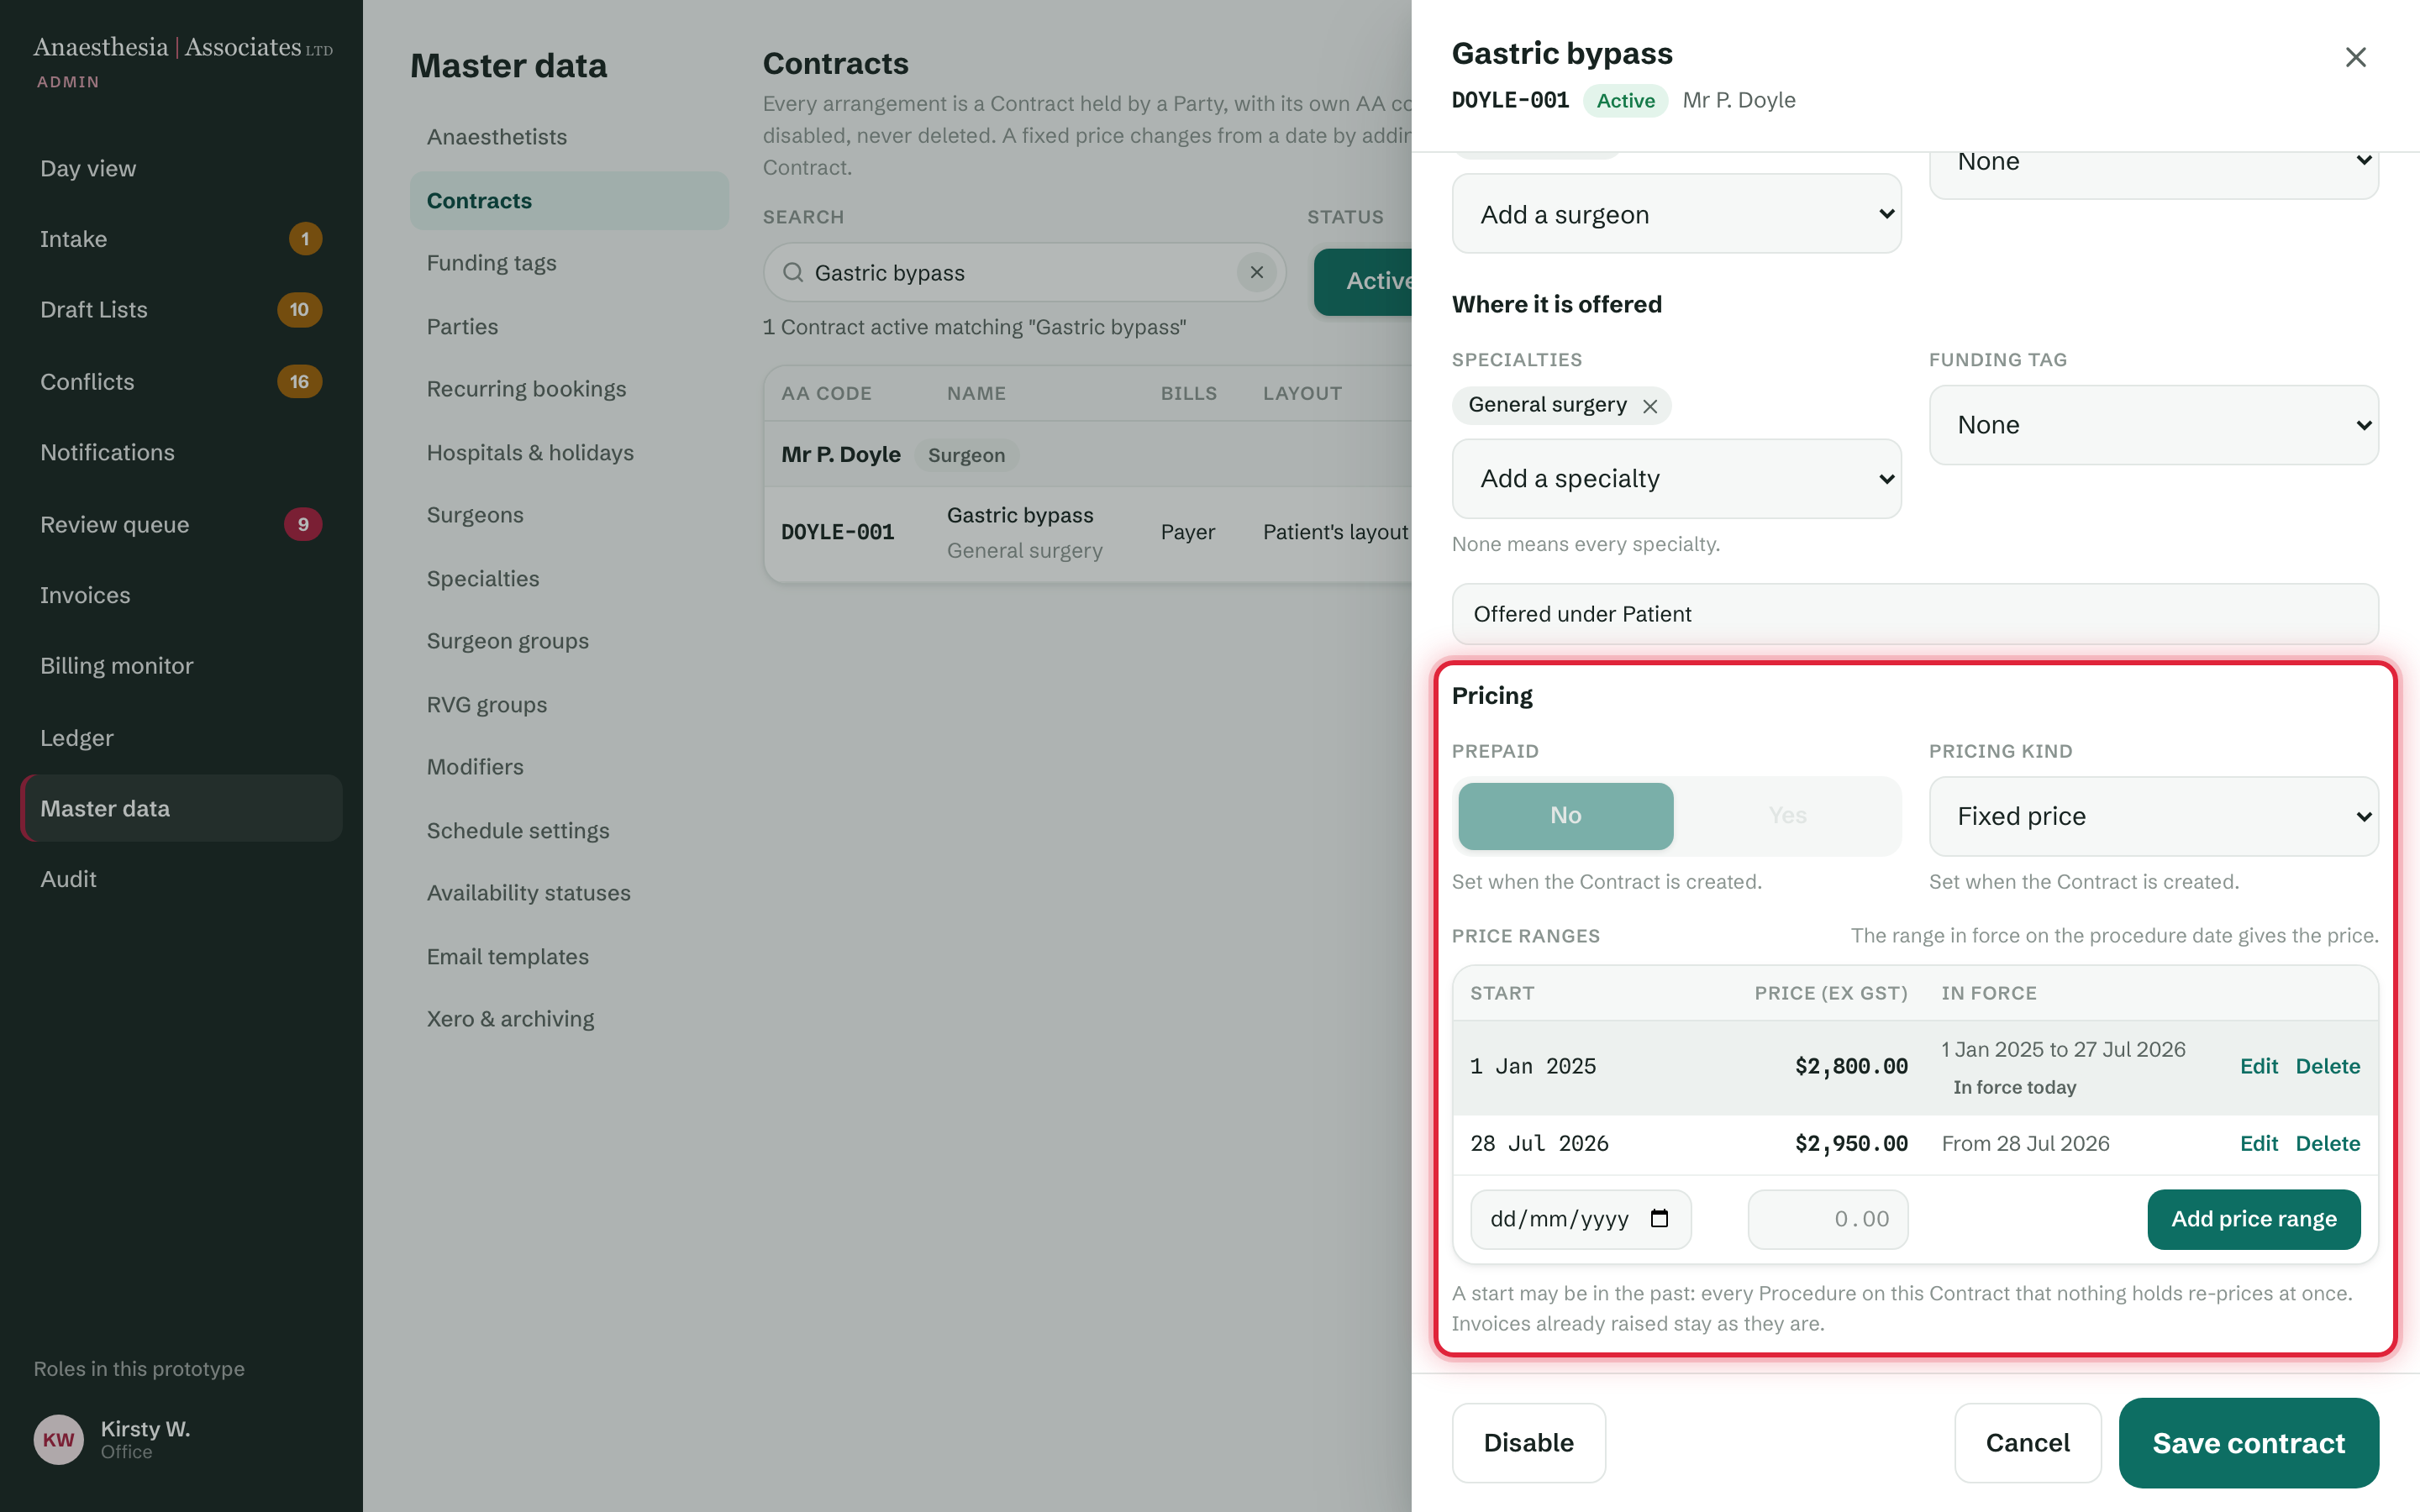 Anaesthesia | Associates LTD
ADMIN
Day view
Intake 1
Draft Lists 10
Conflicts 16
Notifications
Review queue 9
Invoices
Billing monitor
Ledger
Master data
Audit
Roles in this prototype
KW
Kirsty W.
Office
Master data
Anaesthetists
Contracts
Funding tags
Parties
Recurring bookings
Hospitals & holidays
Surgeons
Specialties
Surgeon groups
RVG groups
Modifiers
Schedule settings
Availability statuses
Email templates
Xero & archiving
Contracts
Every arrangement is a Contract held by a Party, with its own AA
disabled, never deleted. A fixed price changes from a date by
Contract.
SEARCH STATUS
Gastric bypass
Active
1 Contract active matching "Gastric bypass"
AA CODE NAME BILLS LAYOUT
Mr P. Doyle Surgeon
DOYLE-001 Gastric bypass Payer Patient's layout
General surgery
Gastric bypass
DOYLE-001 Active Mr P. Doyle
None
Add a surgeon
Where it is offered
SPECIALTIES FUNDING TAG
General surgery
None
Add a specialty
None means every specialty.
Offered under Patient
Pricing
PREPAID PRICING KIND
No Yes Fixed price
Set when the Contract is created. Set when the Contract is created.
PRICE RANGES The range in force on the procedure date gives the price.
START PRICE (EX GST) IN FORCE
1 Jan 2025 $2,800.00 1 Jan 2025 to 27 Jul 2026 Edit Delete
In force today
28 Jul 2026 $2,950.00 From 28 Jul 2026 Edit Delete
dd/mm/yyyy 0.00 Add price range
A start may be in the past: every Procedure on this Contract that nothing holds re-prices at once.
Invoices already raised stay as they are.
Disable Cancel Save contract